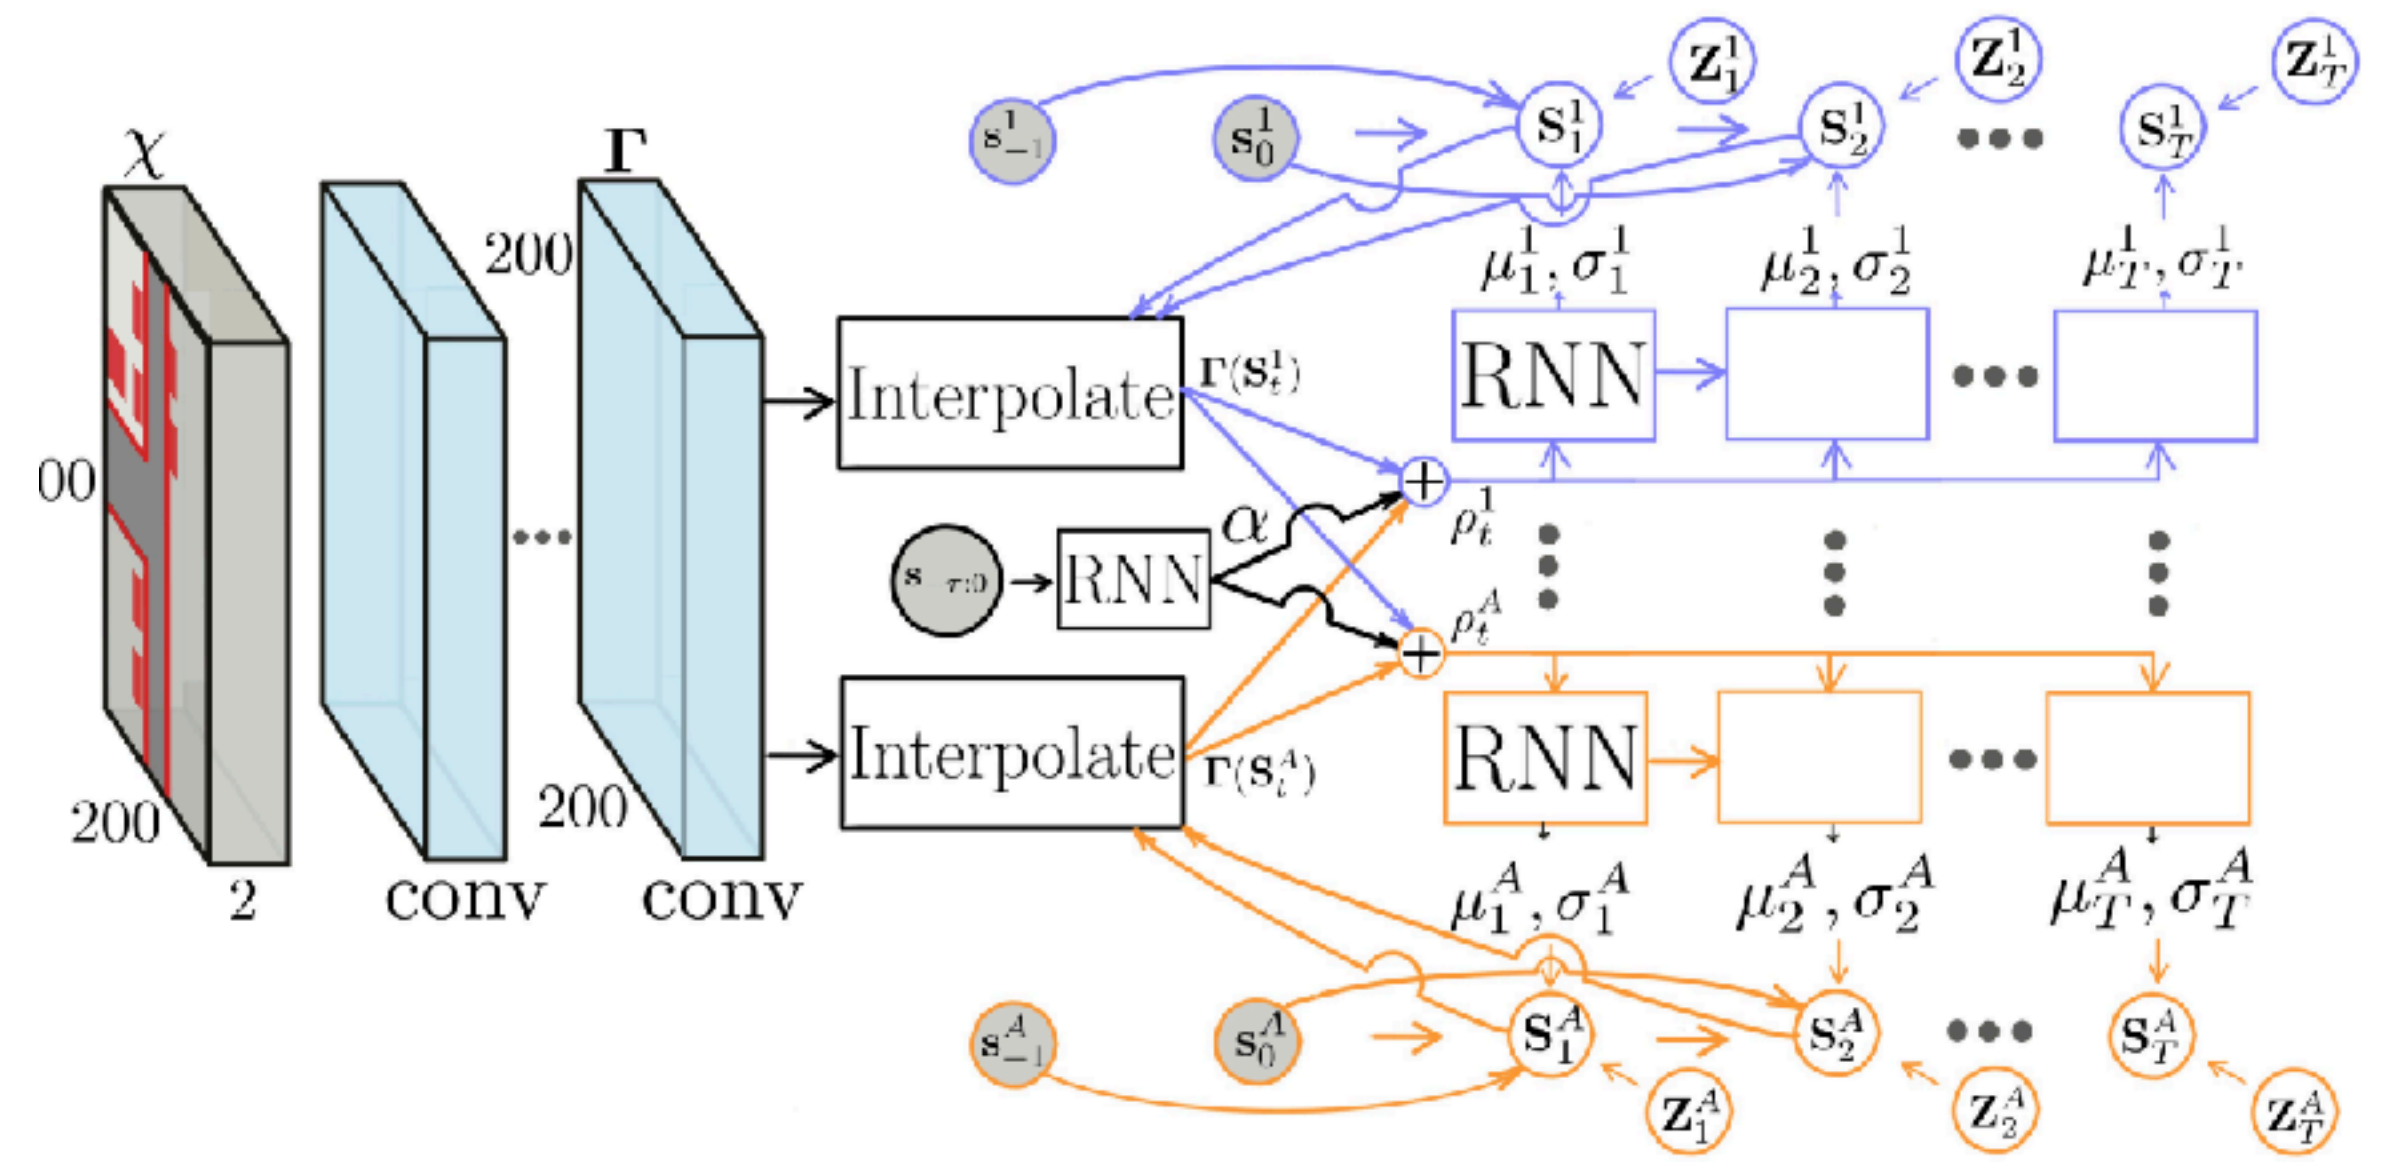 χ
Γ
200
00
200
2
conv
200
conv
Interpolate
Γ(S_t^1)
α
s_{-τ:0}
RNN
Interpolate
Γ(S_t^A)
s_{-1}^1
s_0^1
S_1^1
Z_1^1
S_2^1
Z_2^1
S_T^1
Z_T^1
μ_1^1, σ_1^1
μ_2^1, σ_2^1
μ_T^1, σ_T^1
RNN
+
ρ_t^1
+
ρ_t^A
RNN
μ_1^A, σ_1^A
μ_2^A, σ_2^A
μ_T^A, σ_T^A
s_{-1}^A
s_0^A
S_1^A
S_2^A
S_T^A
Z_1^A
Z_2^A
Z_T^A